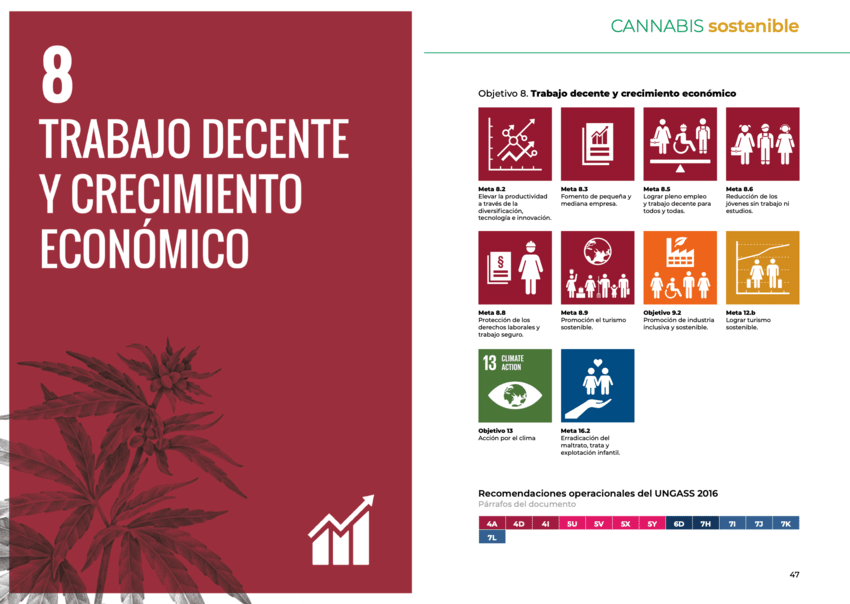 8
TRABAJO DECENTE
Y CRECIMIENTO
ECONÓMICO
CANNABIS sostenible
Objetivo 8. Trabajo decente y crecimiento económico
Meta 8.2
Elevar la productividad
a través de la
diversificación,
tecnología e innovación.
Meta 8.3
Fomento de pequeña y
mediana empresa.
Meta 8.5
Lograr pleno empleo
y trabajo decente para
todos y todas.
Meta 8.6
Reducción de los
jóvenes sin trabajo ni
estudios.
§
Meta 8.8
Protección de los
derechos laborales y
trabajo seguro.
Meta 8.9
Promoción el turismo
sostenible.
Objetivo 9.2
Promoción de industria
inclusiva y sostenible.
Meta 12.b
Lograr turismo
sostenible.
13 CLIMATE
ACTION
Objetivo 13
Acción por el clima
Meta 16.2
Erradicación del
maltrato, trata y
explotación infantil.
Recomendaciones operacionales del UNGASS 2016
Párrafos del documento
4A 4D 4I 5U 5V 5X 5Y 6D 7H 7I 7J 7K
7L
47